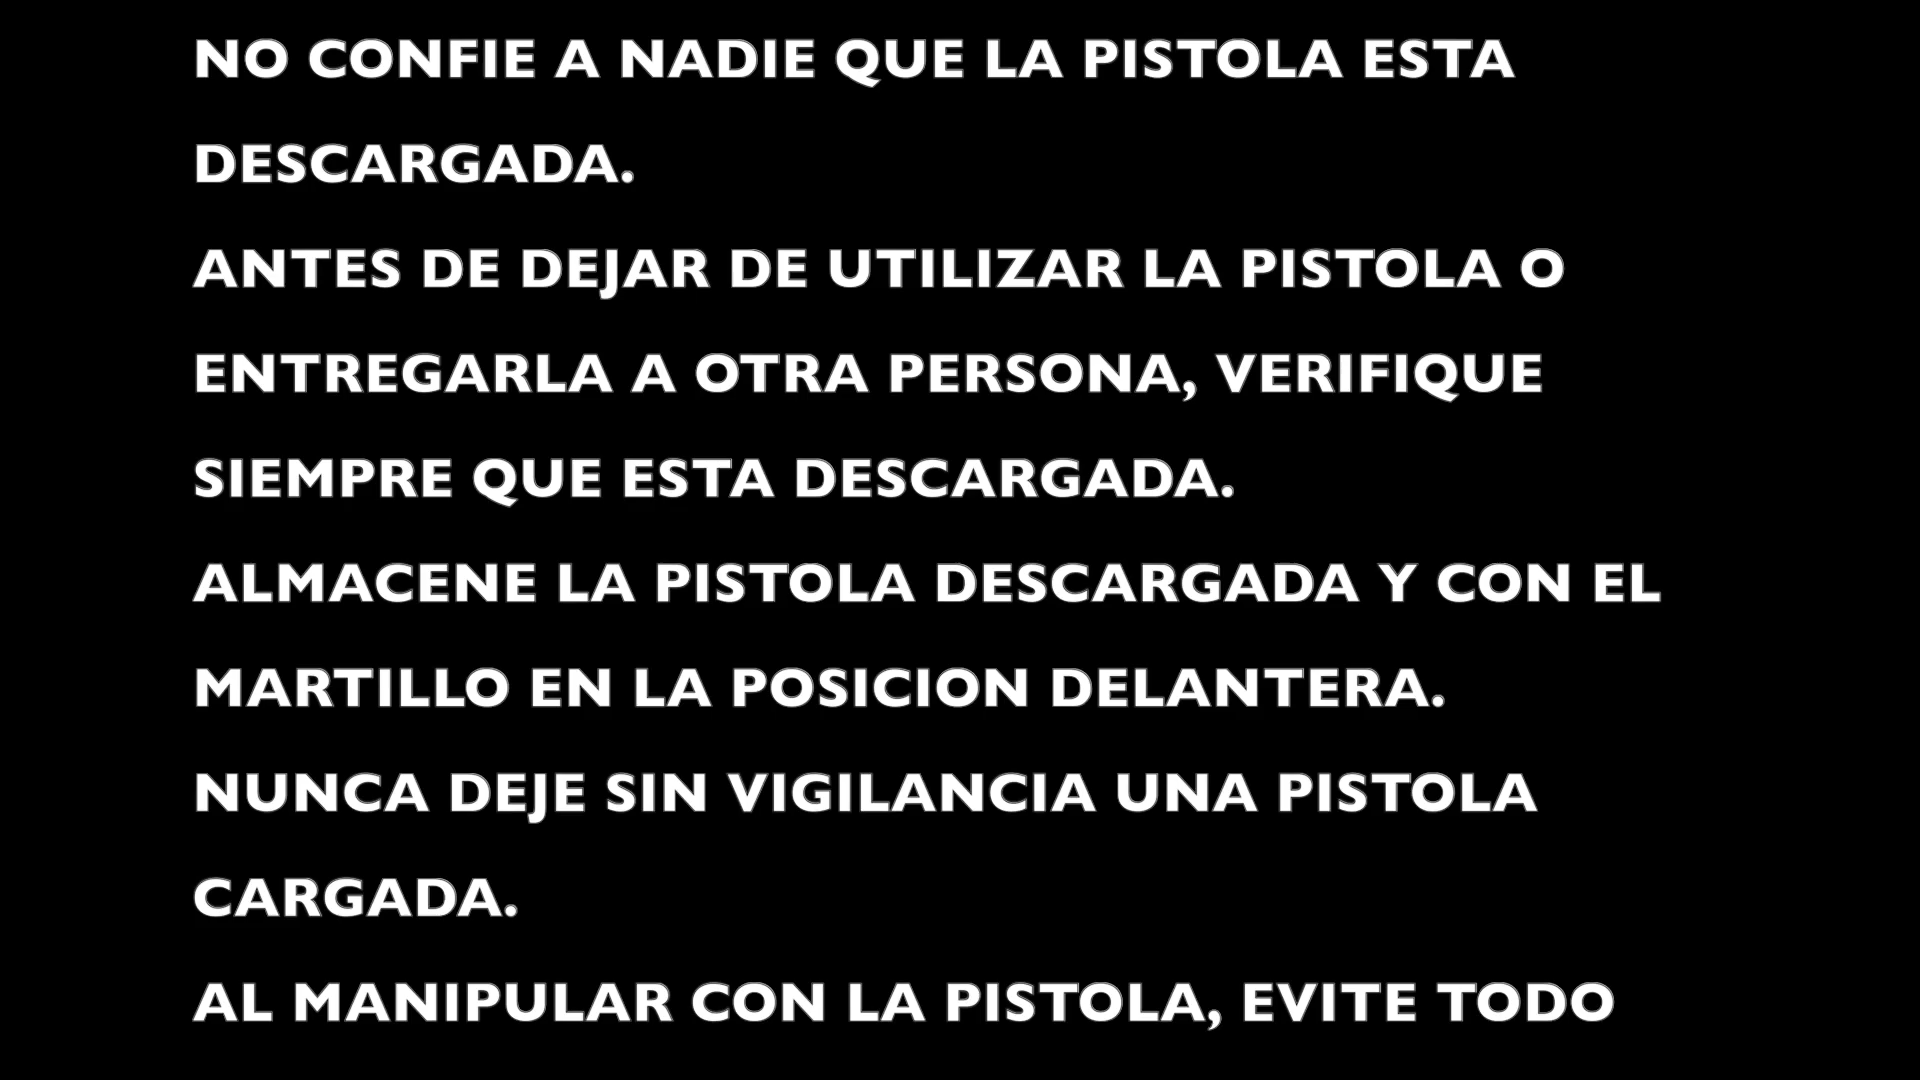 NO CONFIE A NADIE QUE LA PISTOLA ESTA
DESCARGADA.
ANTES DE DEJAR DE UTILIZAR LA PISTOLA O
ENTREGARLA A OTRA PERSONA, VERIFIQUE
SIEMPRE QUE ESTA DESCARGADA.
ALMACENE LA PISTOLA DESCARGADA Y CON EL
MARTILLO EN LA POSICION DELANTERA.
NUNCA DEJE SIN VIGILANCIA UNA PISTOLA
CARGADA.
AL MANIPULAR CON LA PISTOLA, EVITE TODO